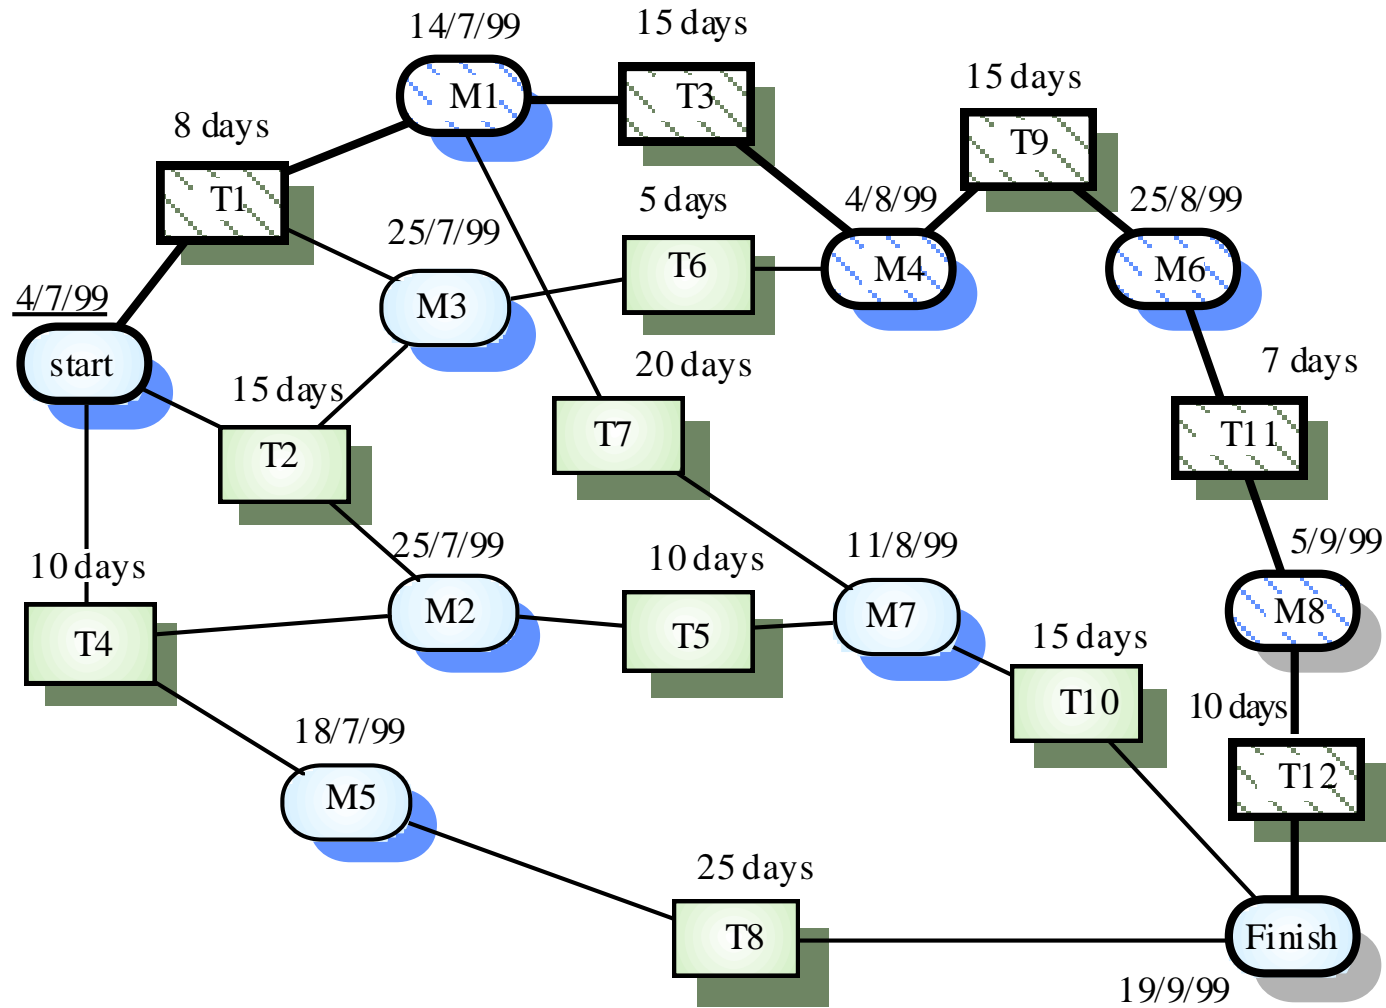 14/7/99
15 days
M1
T3
15 days
8 days
T9
T1
25/7/99
5 days
4/8/99
25/8/99
T6
M4
M6
4/7/99
M3
start
15 days
20 days
7 days
T2
T7
T11
25/7/99
10 days
11/8/99
5/9/99
10 days
M2
T5
M7
M8
T4
15 days
18/7/99
T10
10 days
M5
T12
25 days
T8
Finish
19/9/99